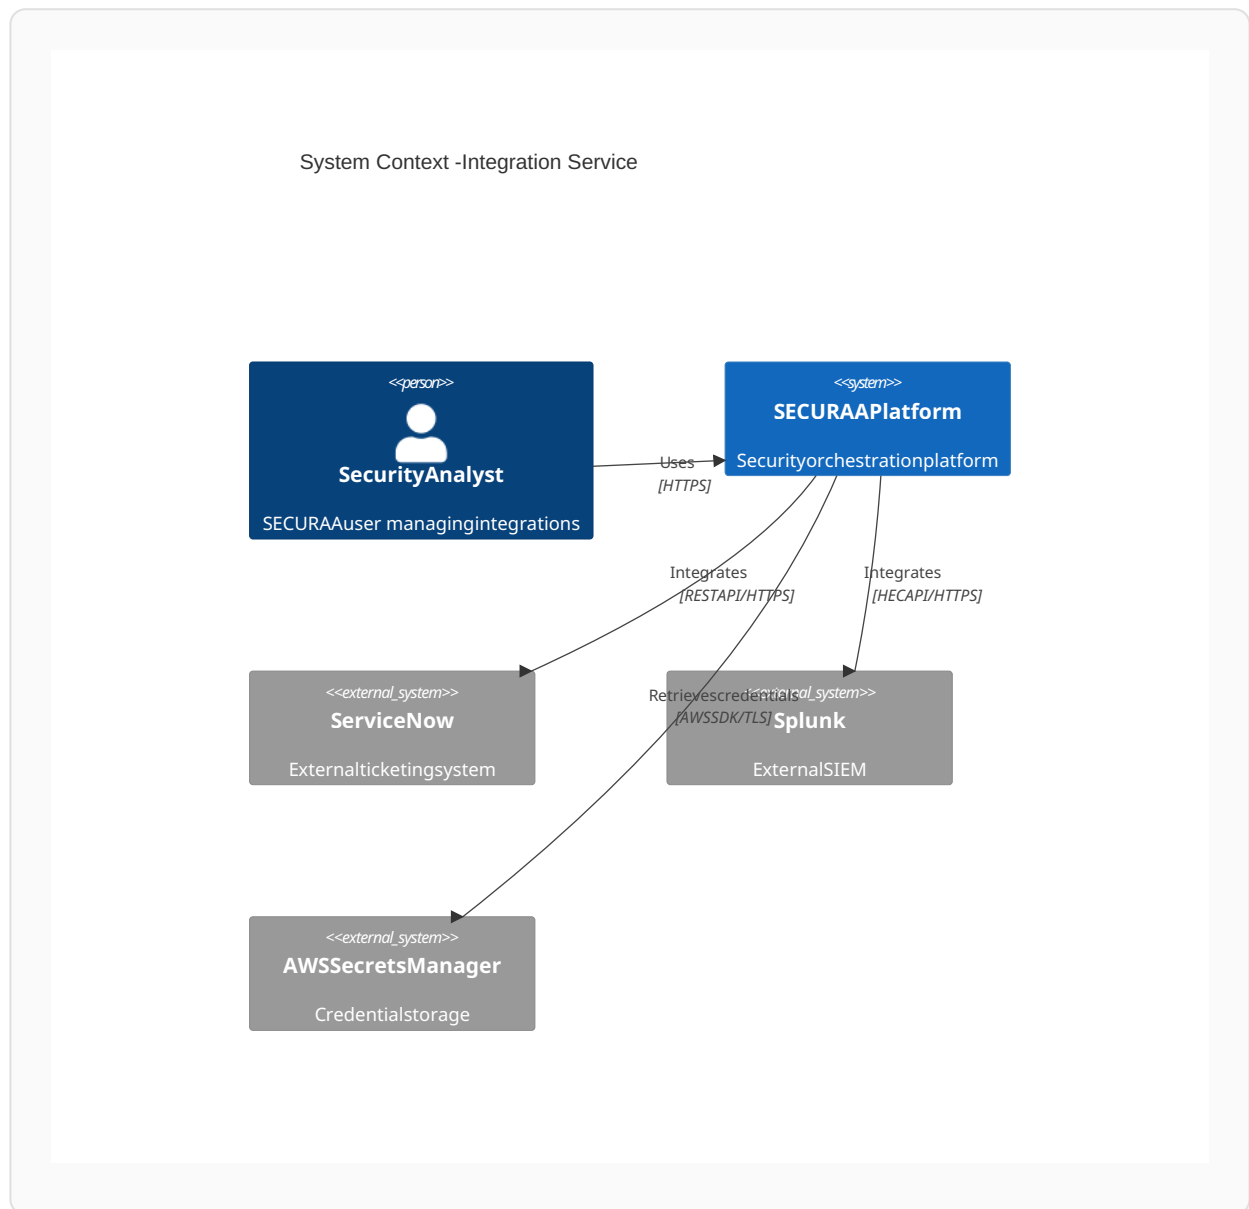 System Context -Integration Service
<<person>>
SecurityAnalyst
SECURAAuser managingintegrations
<<system>>
SECURAAPlatform
Securityorchestrationplatform
Uses
[HTTPS]
Integrates
[RESTAPI/HTTPS]
Integrates
[HECAPI/HTTPS]
<<external_system>>
ServiceNow
Externalticketingsystem
Retrievescredentials
[AWSSDK/TLS]
<<external_system>>
Splunk
ExternalSIEM
<<external_system>>
AWSSecretsManager
Credentialstorage